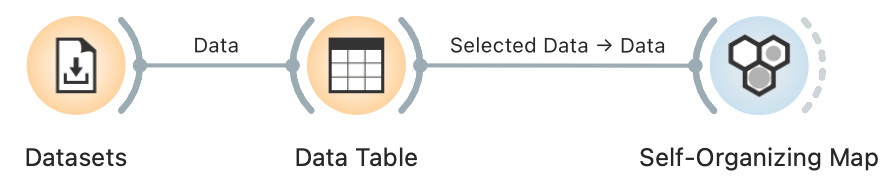 Data
Selected Data → Data
Datasets
Data Table
Self-Organizing Map